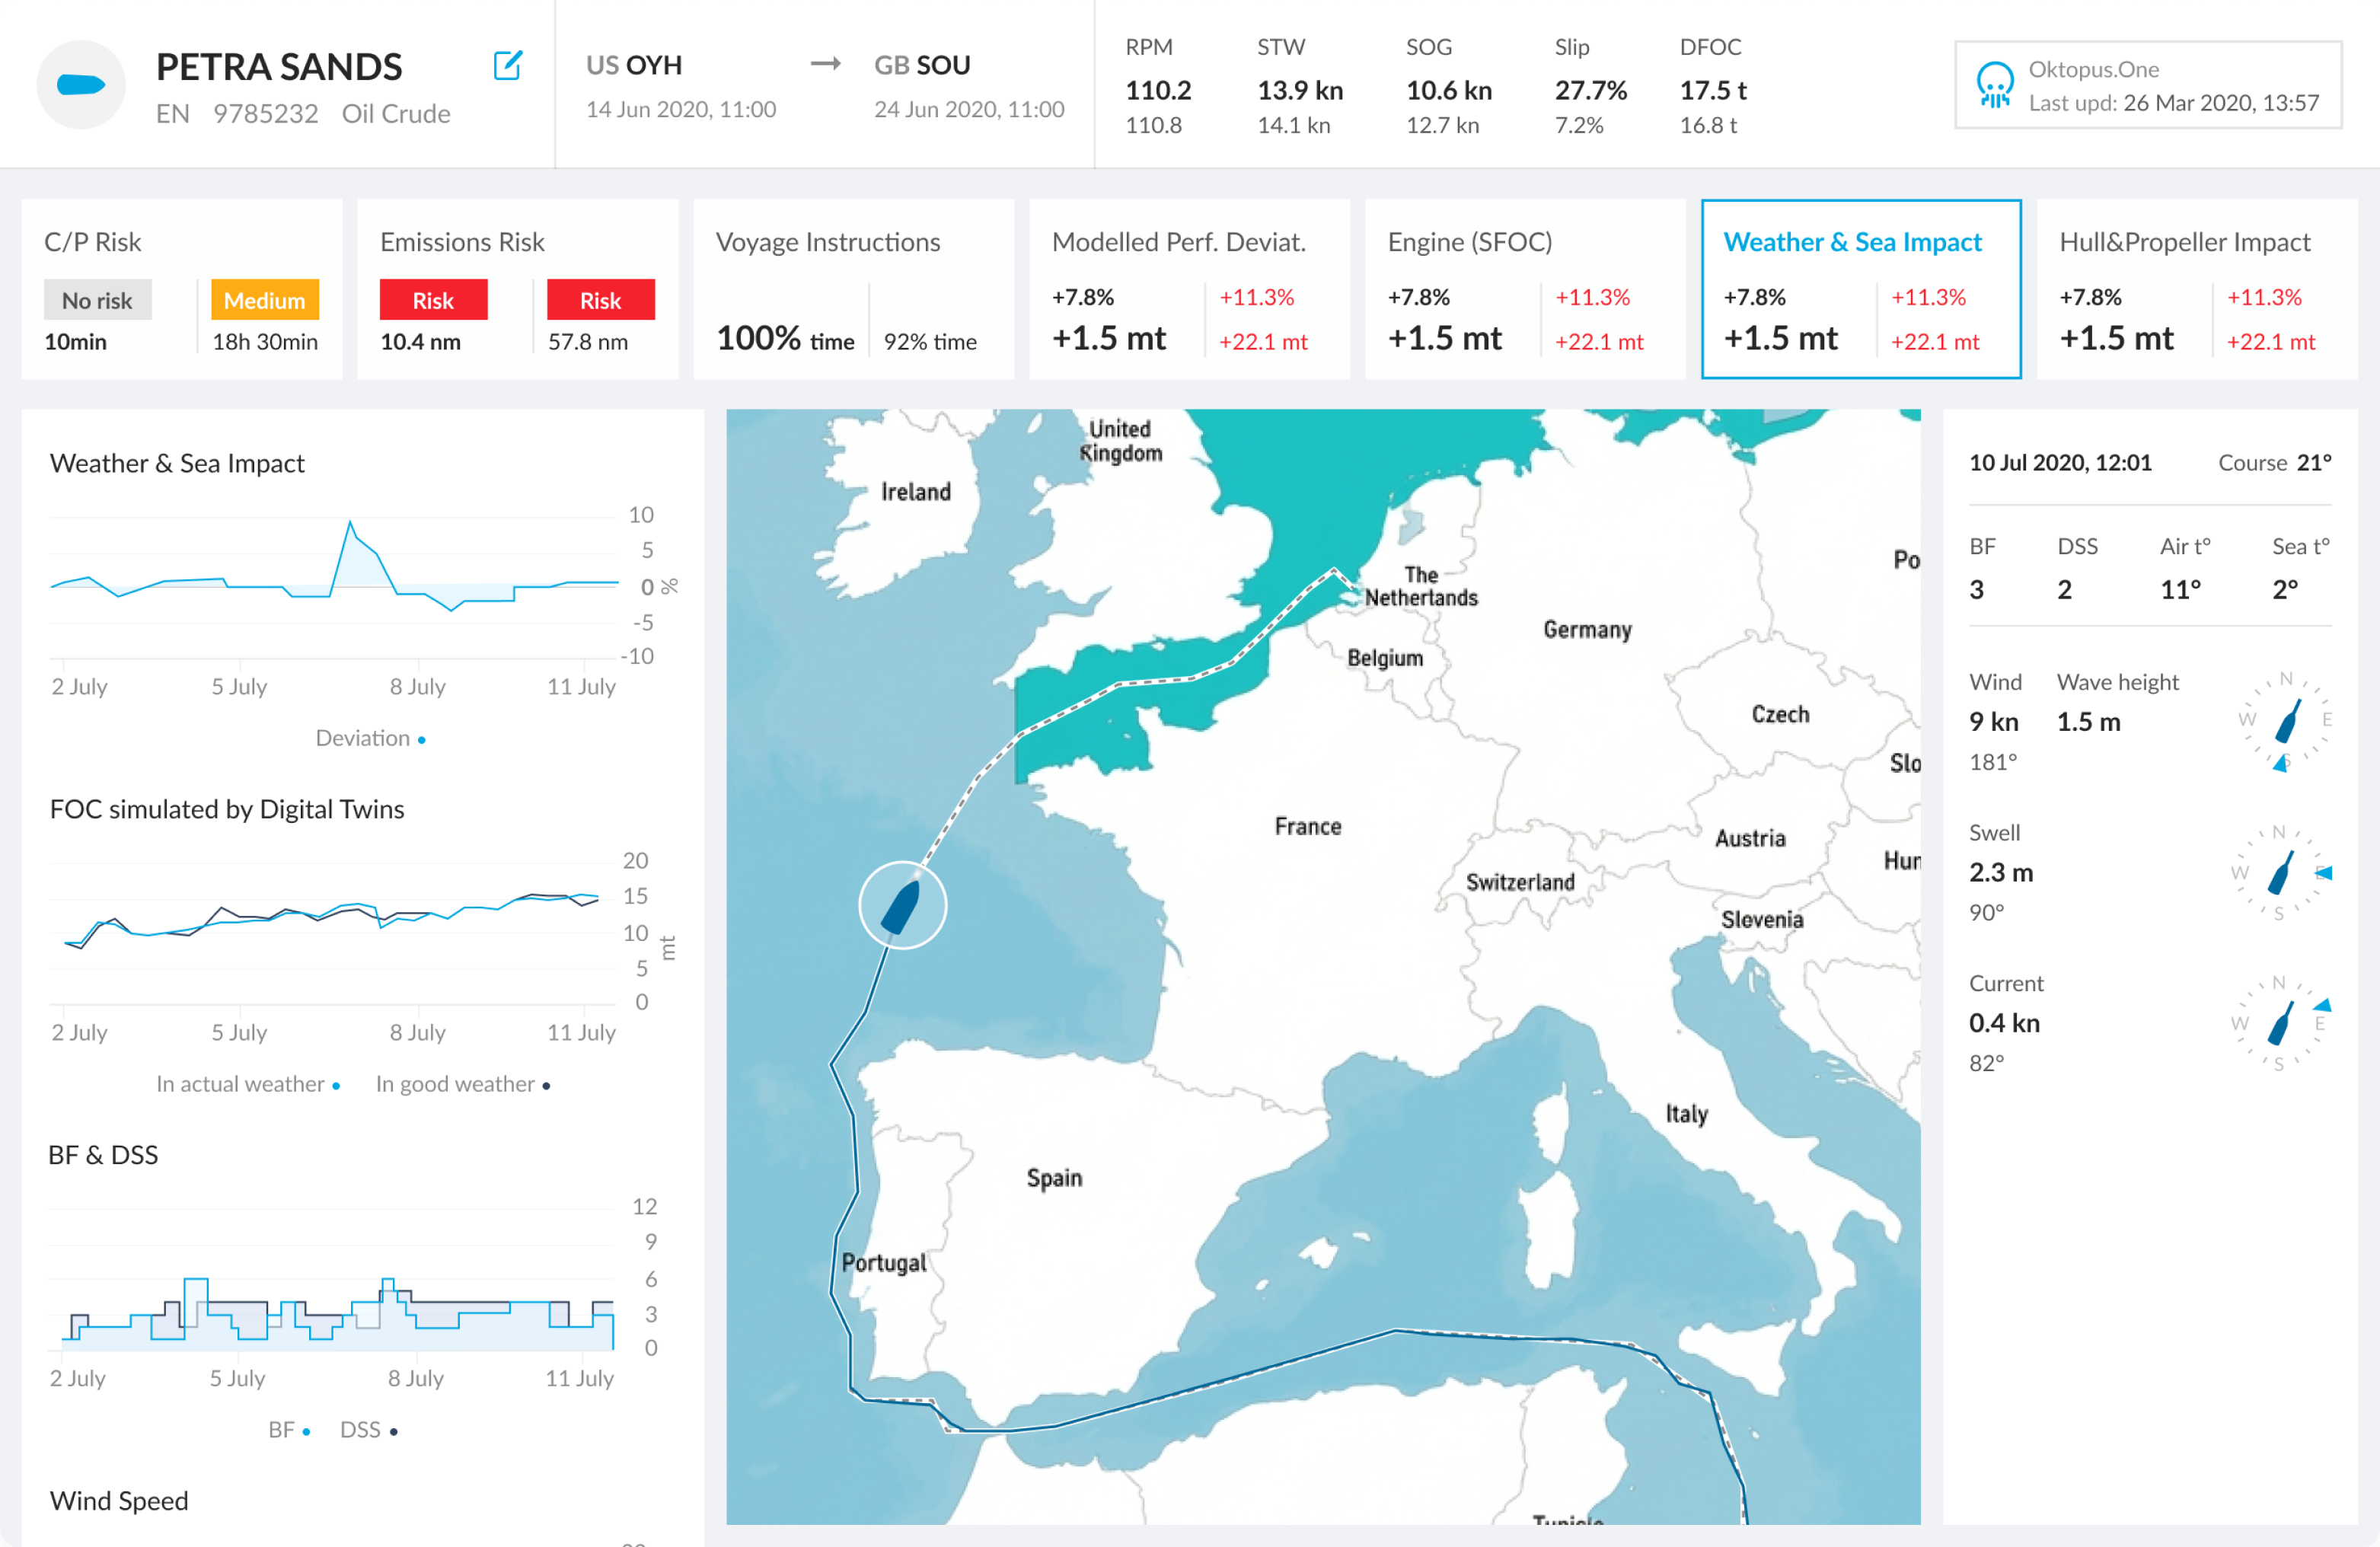 PETRA SANDS
EN 9785232 Oil Crude
US OYH → GB SOU
14 Jun 2020, 11:00 24 Jun 2020, 11:00
RPM STW SOG Slip DFOC
110.2 13.9 kn 10.6 kn 27.7% 17.5 t
110.8 14.1 kn 12.7 kn 7.2% 16.8 t
Oktopus.One
Last upd: 26 Mar 2020, 13:57
C/P Risk
No risk Medium
10min 18h 30min
Emissions Risk
Risk Risk
10.4 nm 57.8 nm
Voyage Instructions
100% time 92% time
Modelled Perf. Deviat.
+7.8% +11.3%
+1.5 mt +22.1 mt
Engine (SFOC)
+7.8% +11.3%
+1.5 mt +22.1 mt
Weather & Sea Impact
+7.8% +11.3%
+1.5 mt +22.1 mt
Hull&Propeller Impact
+7.8% +11.3%
+1.5 mt +22.1 mt
Weather & Sea Impact
10
5
0 %
-5
-10
2 July 5 July 8 July 11 July
Deviation
FOC simulated by Digital Twins
20
15
10
mt
5
0
2 July 5 July 8 July 11 July
In actual weather In good weather
BF & DSS
12
9
6
3
0
2 July 5 July 8 July 11 July
BF DSS
Wind Speed
United
Kingdom
Ireland
Po
The
Netherlands
Germany
Belgium
Czech
Slo
France
Austria
Hun
Switzerland
Slovenia
Italy
Spain
Portugal
10 Jul 2020, 12:01 Course 21°
BF DSS Air t° Sea t°
3 2 11° 2°
Wind Wave height
9 kn 1.5 m
181°
N
W E
S
Swell
2.3 m
90°
N
W E
S
Current
0.4 kn
82°
N
W E
S